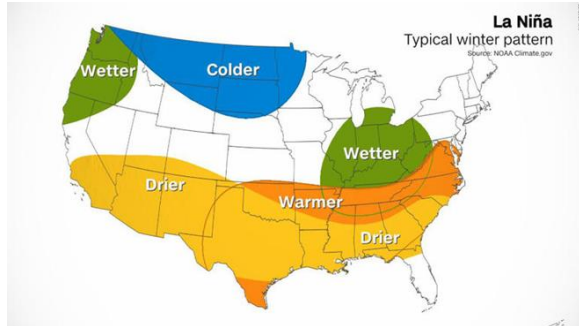 La Niña
Typical winter pattern
Source: NOAA Climate.gov
Wetter
Colder
Wetter
Drier
Warmer
Drier